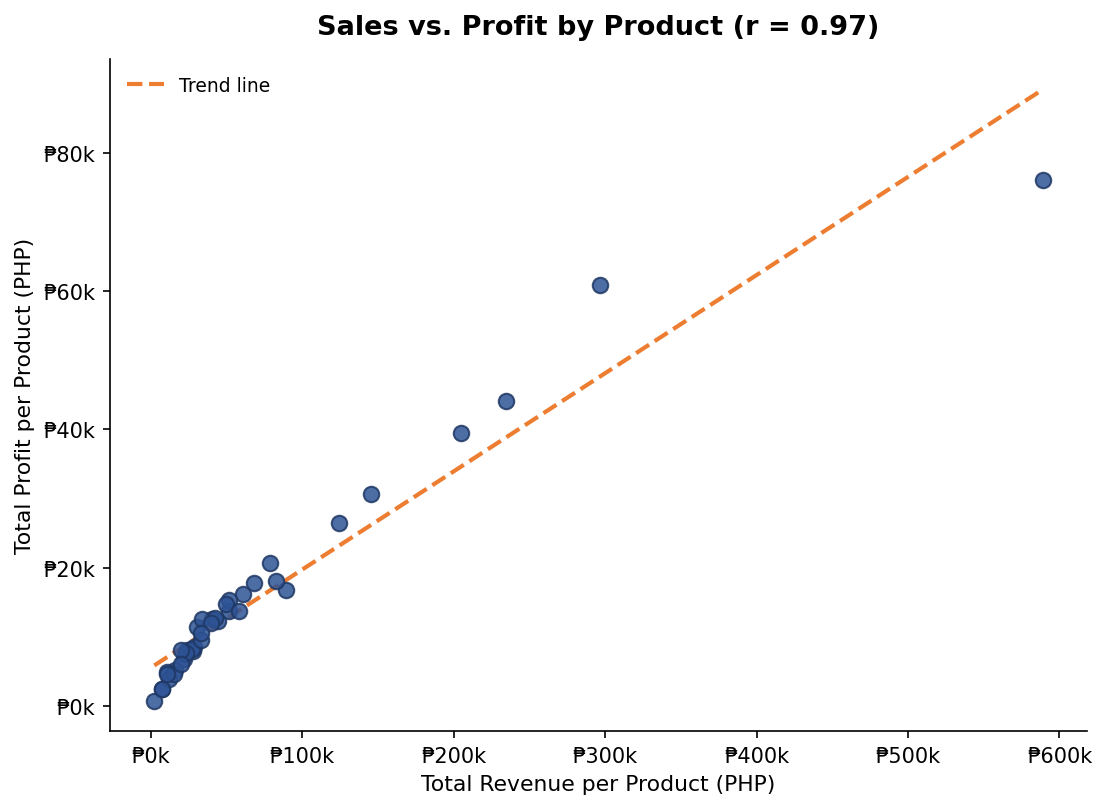 Sales vs. Profit by Product (r = 0.97)
Trend line
Total Profit per Product (PHP)
₱80k
₱60k
₱40k
₱20k
₱0k
₱0k ₱100k ₱200k ₱300k ₱400k ₱500k ₱600k
Total Revenue per Product (PHP)